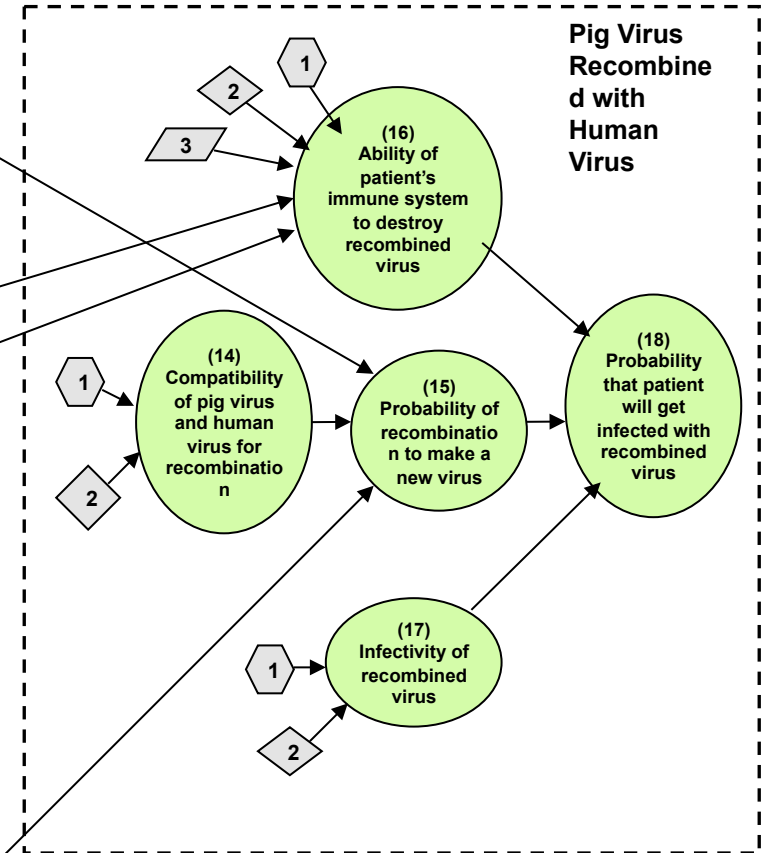 Pig Virus
Recombine
d with
Human
Virus
1
2
3
(16)
Ability of
patient's
immune system
to destroy
recombined
virus
1
2
(14)
Compatibility
of pig virus
and human
virus for
recombinatio
n
(15)
Probability of
recombinatio
n to make a
new virus
(18)
Probability
that patient
will get
infected with
recombined
virus
1
2
(17)
Infectivity of
recombined
virus